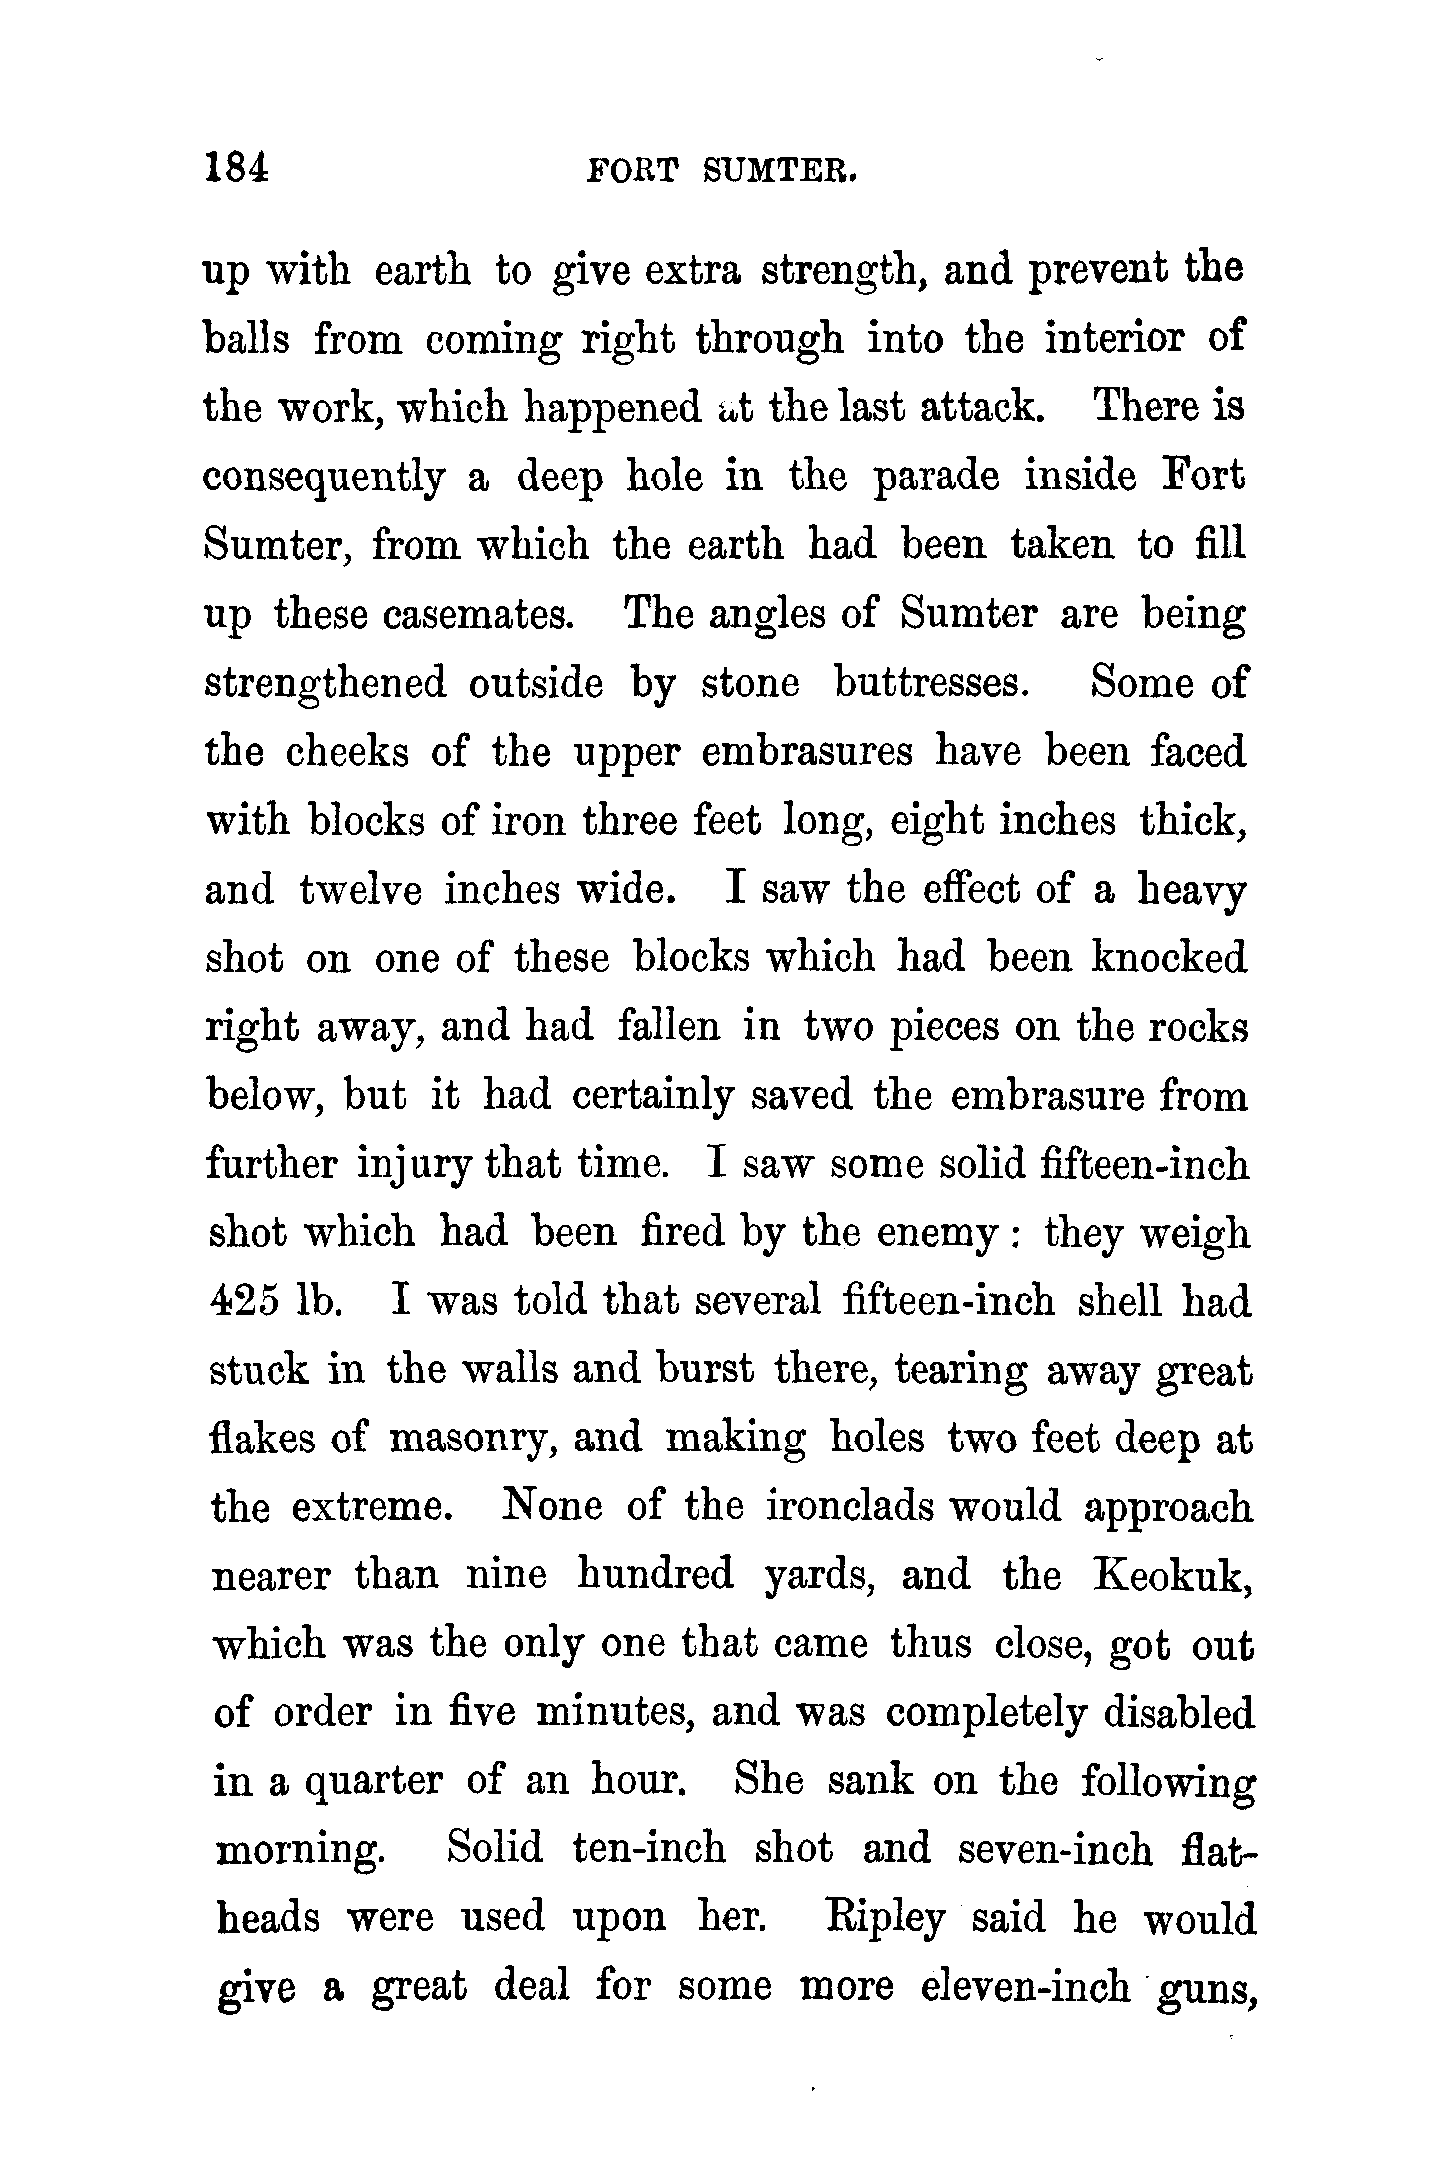 184 FORT SUMTER.
up with earth to give extra strength, and prevent the
balls from coming right through into the interior of
the work, which happened at the last attack. There is
consequently a deep hole in the parade inside Fort
Sumter, from which the earth had been taken to fill
up these casemates. The angles of Sumter are being
strengthened outside by stone buttresses. Some of
the cheeks of the upper embrasures have been faced
with blocks of iron three feet long, eight inches thick,
and twelve inches wide. I saw the effect of a heavy
shot on one of these blocks which had been knocked
right away, and had fallen in two pieces on the rocks
below, but it had certainly saved the embrasure from
further injury that time. I saw some solid fifteen-inch
shot which had been fired by the enemy : they weigh
425 lb. I was told that several fifteen-inch shell had
stuck in the walls and burst there, tearing away great
flakes of masonry, and making holes two feet deep at
the extreme. None of the ironclads would approach
nearer than nine hundred yards, and the Keokuk,
which was the only one that came thus close, got out
of order in five minutes, and was completely disabled
in a quarter of an hour. She sank on the following
morning. Solid ten-inch shot and seven-inch flat-
heads were used upon her. Ripley said he would
give a great deal for some more eleven-inch guns,